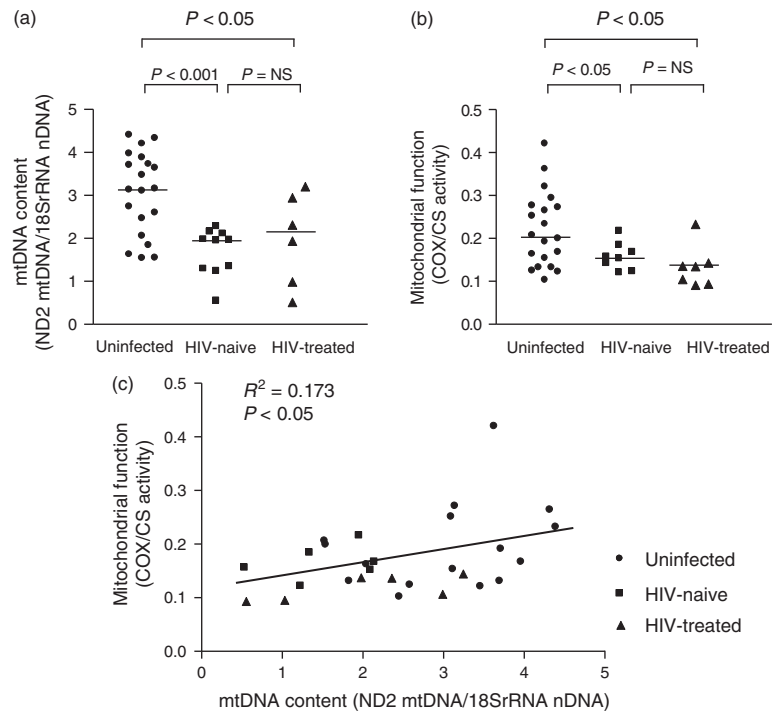 (a)
P < 0.05
P < 0.001
P = NS
mtDNA content
(ND2 mtDNA/18SrRNA nDNA)
5
4
3
2
1
0
Uninfected HIV-naive HIV-treated
(b)
P < 0.05
P < 0.05
P = NS
Mitochondrial function
(COX/CS activity)
0.5
0.4
0.3
0.2
0.1
0.0
Uninfected HIV-naive HIV-treated
(c)
R² = 0.173
P < 0.05
Mitochondrial function
(COX/CS activity)
0.5
0.4
0.3
0.2
0.1
0.0
0 1 2 3 4 5
mtDNA content (ND2 mtDNA/18SrRNA nDNA)
Uninfected
HIV-naive
HIV-treated